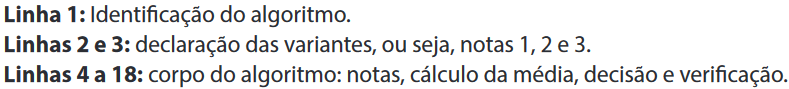 Linha 1: Identificação do algoritmo.
Linhas 2 e 3: declaração das variantes, ou seja, notas 1, 2 e 3.
Linhas 4 a 18: corpo do algoritmo: notas, cálculo da média, decisão e verificação.